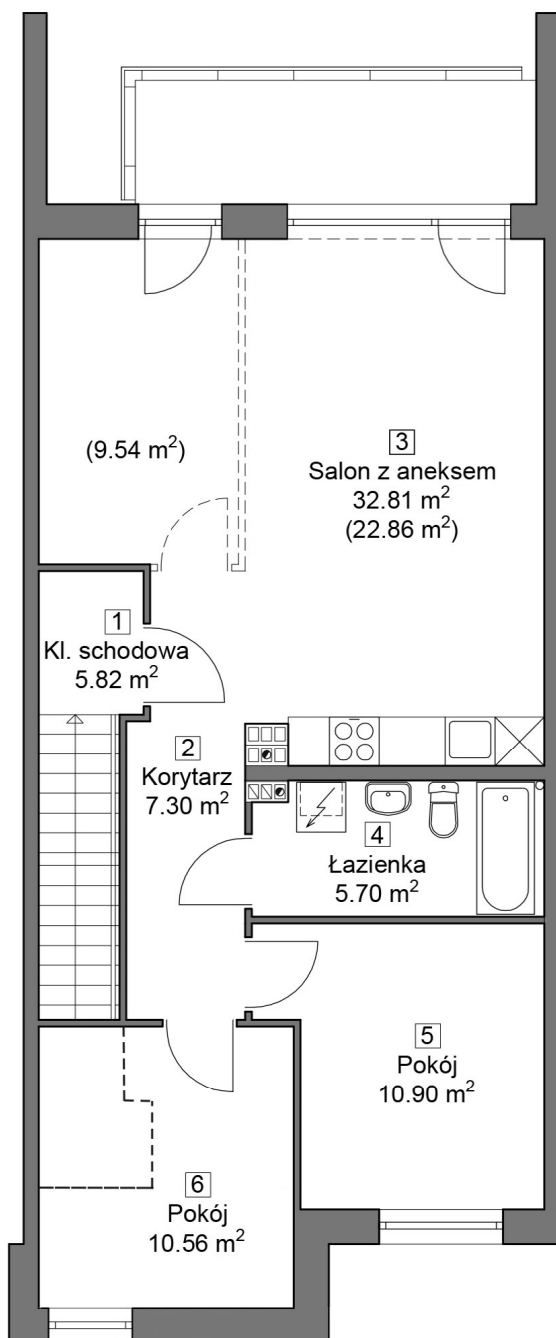 (9.54 m²)
3
Salon z aneksem
32.81 m²
(22.86 m²)
1
Kl. schodowa
5.82 m²
2
Korytarz
7.30 m²
4
Łazienka
5.70 m²
5
Pokój
10.90 m²
6
Pokój
10.56 m²